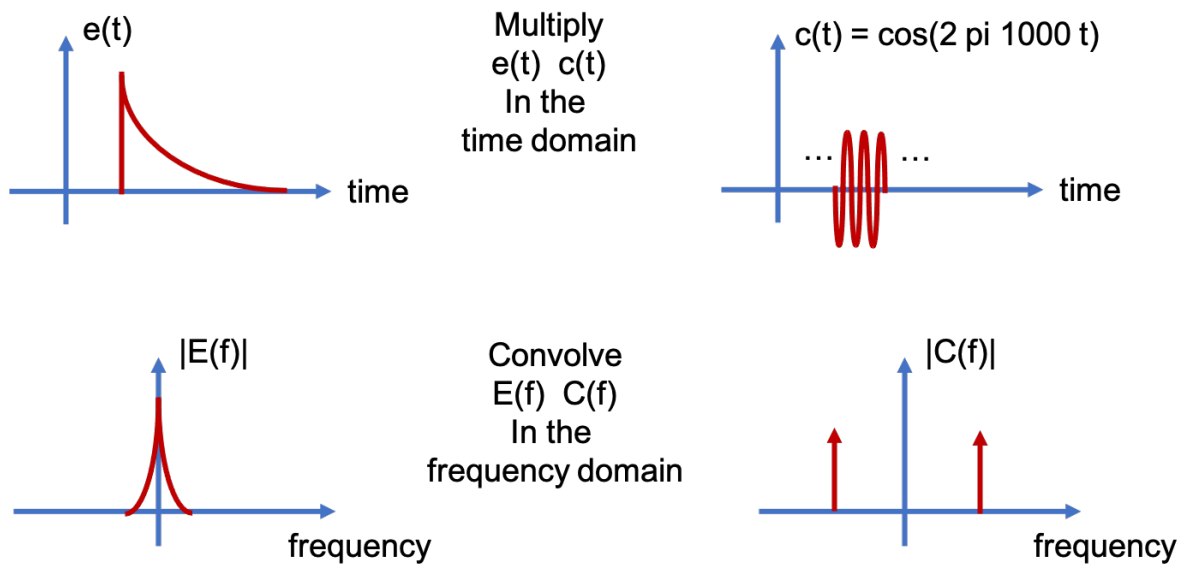 e(t)
Multiply
e(t) c(t)
In the
time domain
c(t) = cos(2 pi 1000 t)
... ...
time
time
|E(f)|
Convolve
E(f) C(f)
In the
frequency domain
|C(f)|
frequency
frequency